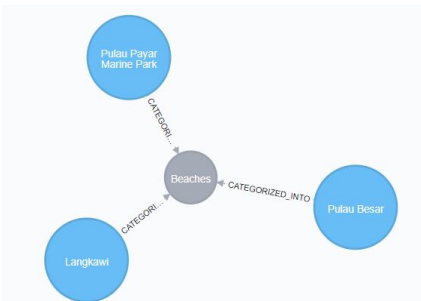 Pulau Payar
Marine Park
CATEGORI...
Beaches
CATEGORIZED_INTO
Pulau Besar
CATEGORI...
Langkawi